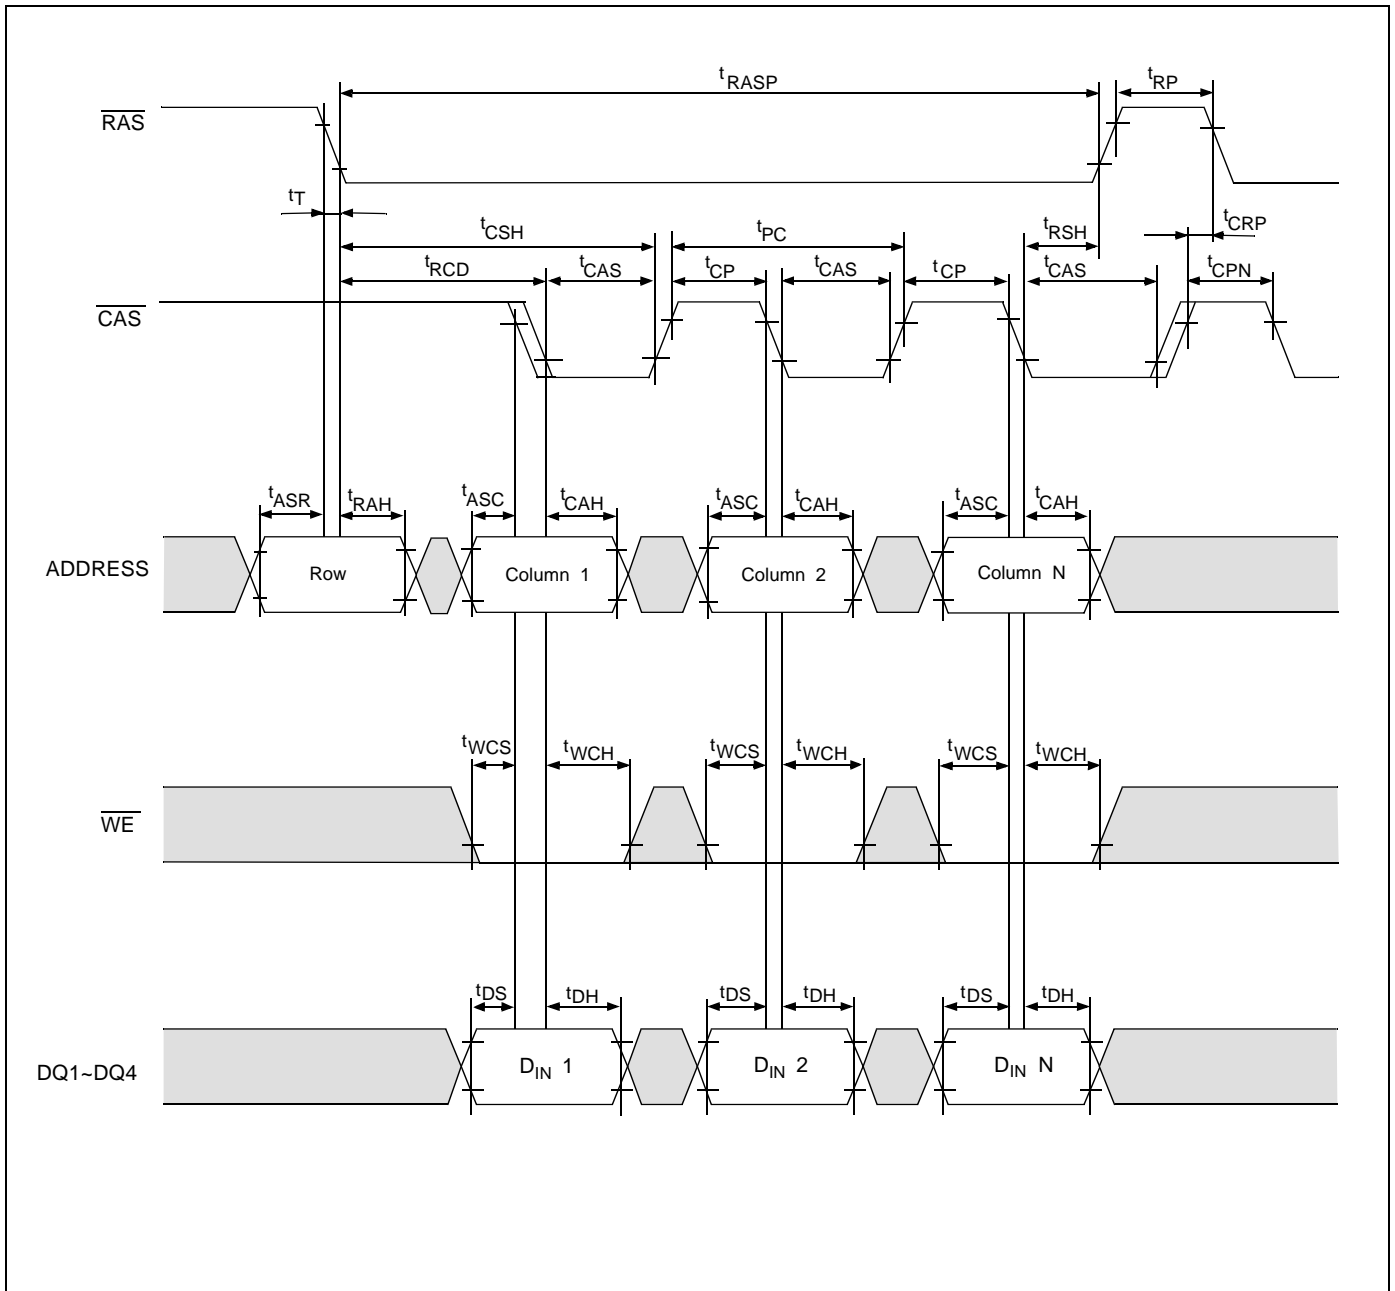 tRASP tRP
RAS
tT
tCSH tPC tRSH tCRP
tRCD tCAS tCP tCAS tCP tCAS tCPN
CAS
tASR tRAH tASC tCAH tASC tCAH tASC tCAH
ADDRESS Row Column 1 Column 2 Column N
tWCS tWCH tWCS tWCH tWCS tWCH
WE
tDS tDH tDS tDH tDS tDH
DQ1~DQ4 DIN 1 DIN 2 DIN N